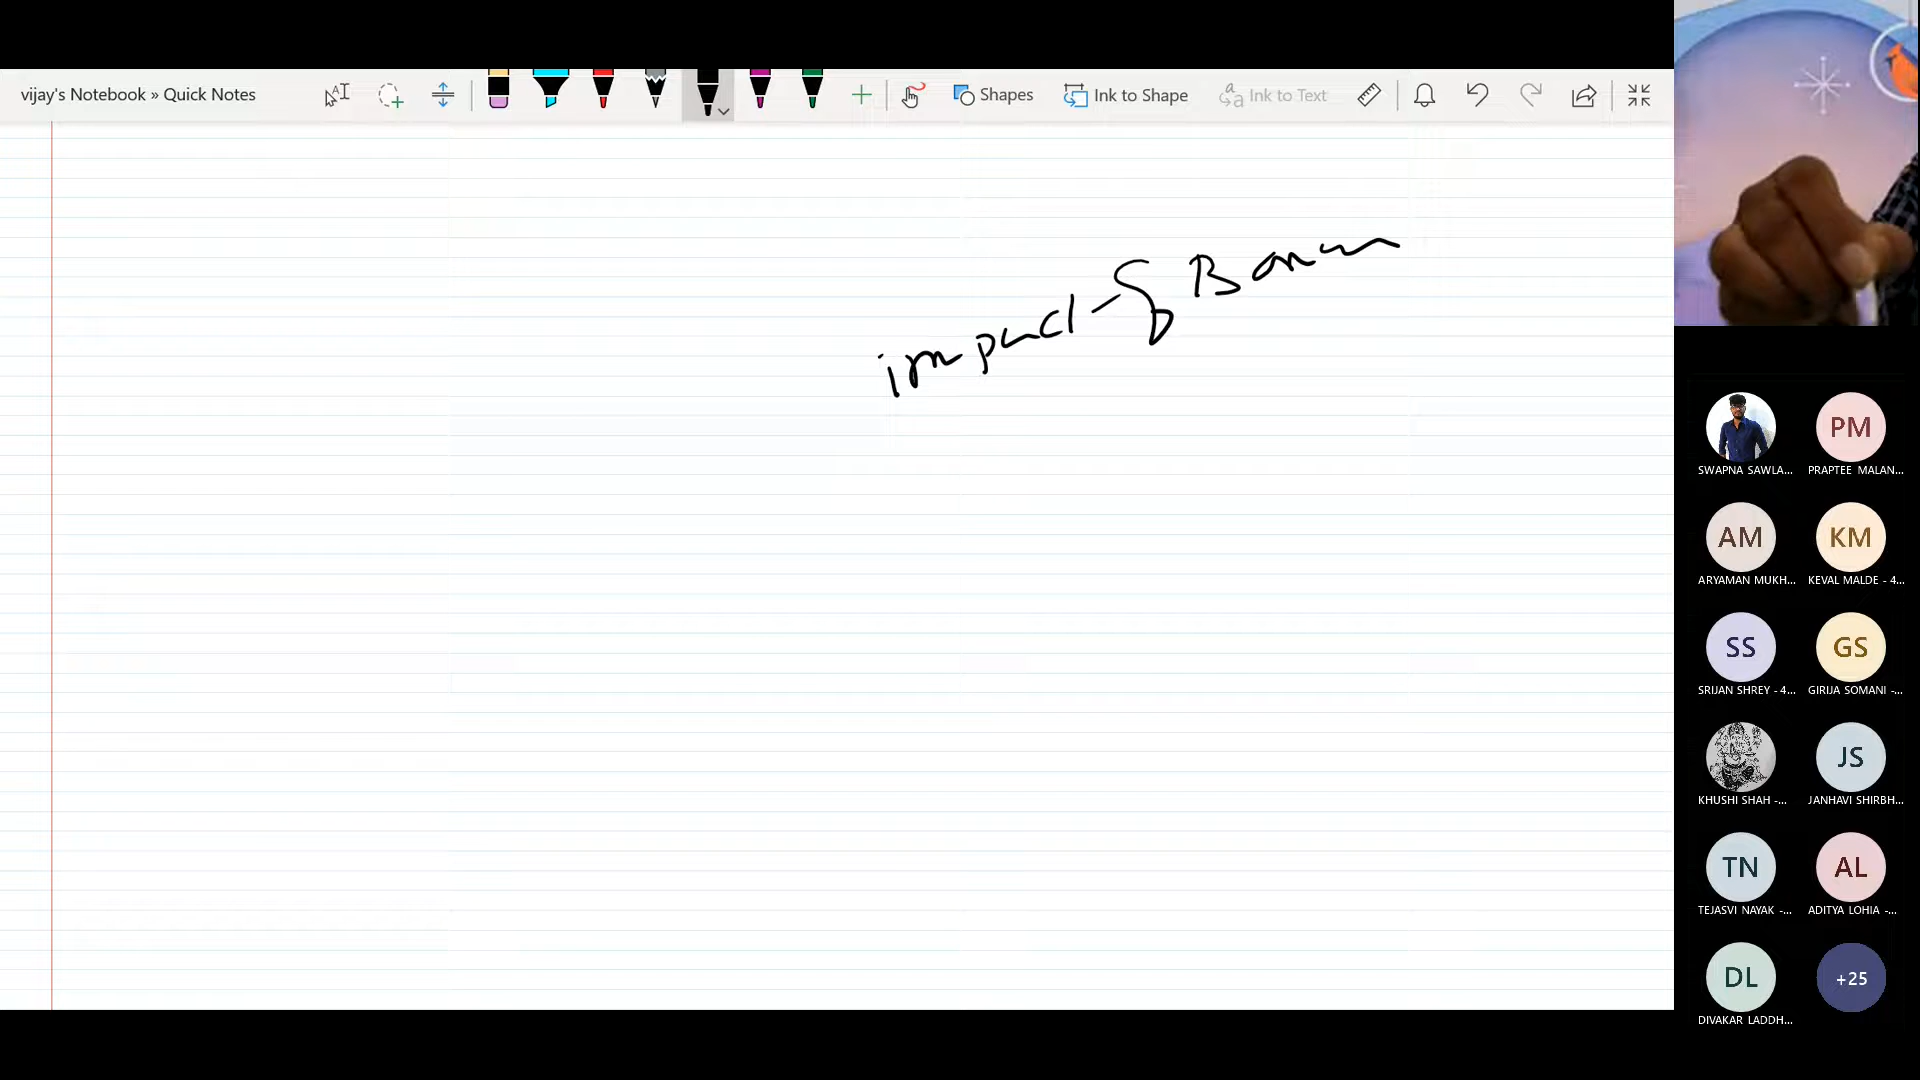 vijay's Notebook » Quick Notes
Shapes
Ink to Shape
Ink to Text
impact of
PM
SWAPNA SAWLA...
PRAPTEE MALAN...
AM
KM
ARYAMAN MUKH...
KEVAL MALDE - 4...
SS
GS
SRIJAN SHREY - 4...
GIRIJA SOMANI -...
JS
KHUSHI SHAH -...
JANHAVI SHIRBH...
TN
AL
TEJASVI NAYAK -...
ADITYA LOHIA -...
DL
+25
DIVAKAR LADDH...